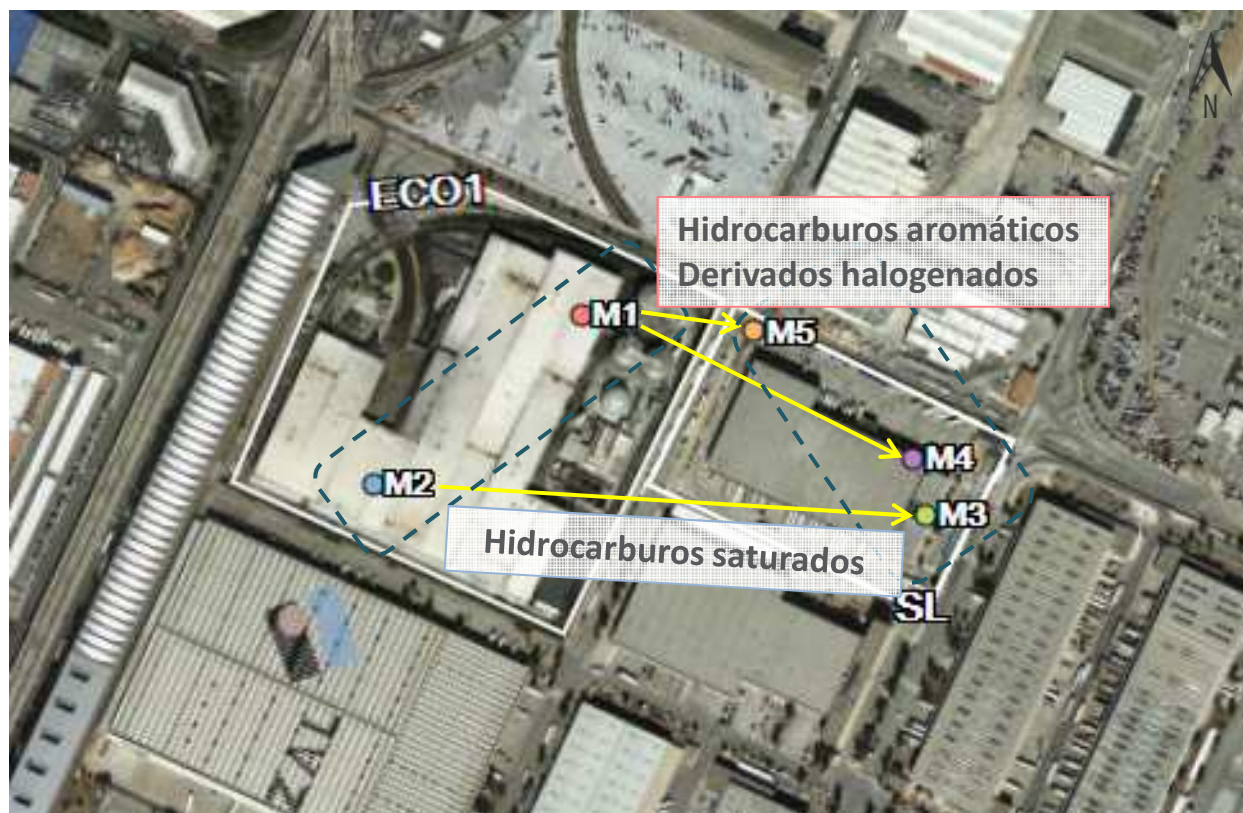 N
ECO1
Hidrocarburos aromáticos
Derivados halogenados
M1
M5
M4
M2
M3
Hidrocarburos saturados
SL
ZAL